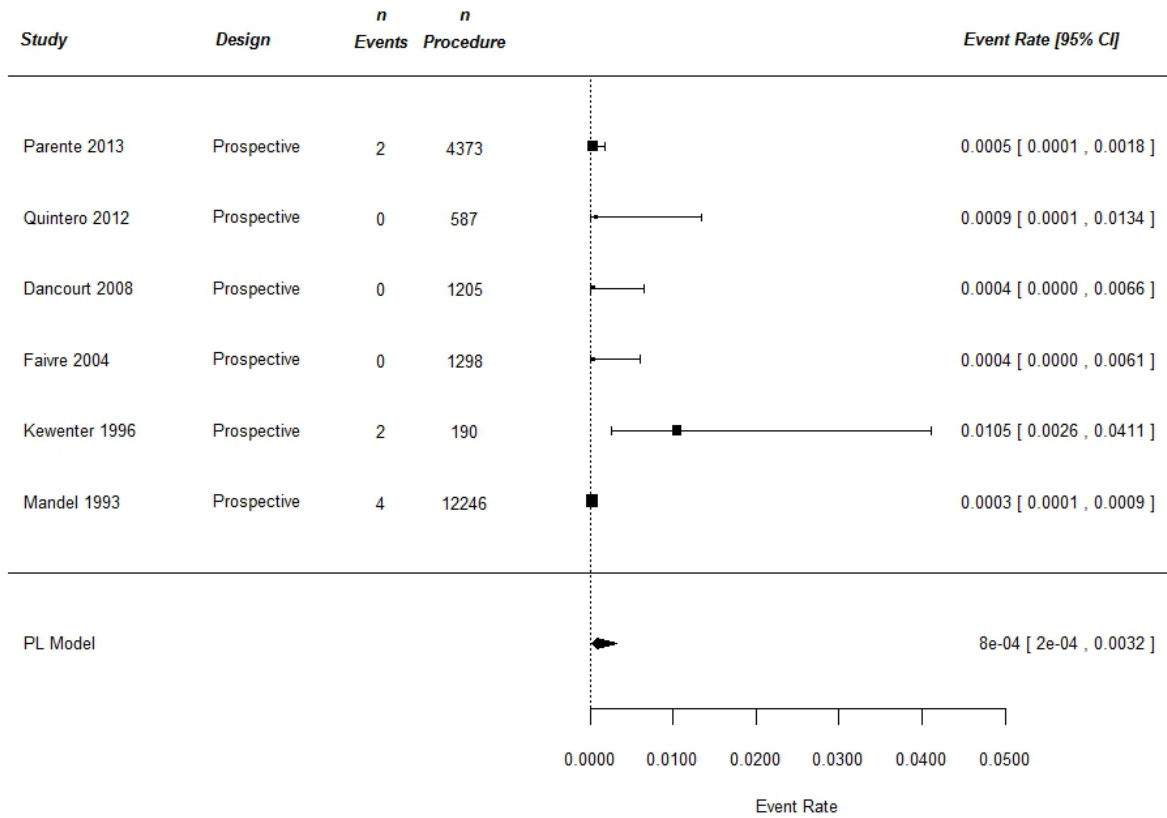 n n
Study Design Events Procedure Event Rate [95% CI]
Parente 2013 Prospective 2 4373 0.0005 [ 0.0001 , 0.0018 ]
Quintero 2012 Prospective 0 587 0.0009 [ 0.0001 , 0.0134 ]
Dancourt 2008 Prospective 0 1205 0.0004 [ 0.0000 , 0.0066 ]
Faivre 2004 Prospective 0 1298 0.0004 [ 0.0000 , 0.0061 ]
Kewenter 1996 Prospective 2 190 0.0105 [ 0.0026 , 0.0411 ]
Mandel 1993 Prospective 4 12246 0.0003 [ 0.0001 , 0.0009 ]
PL Model 8e-04 [ 2e-04 , 0.0032 ]
0.0000 0.0100 0.0200 0.0300 0.0400 0.0500
Event Rate